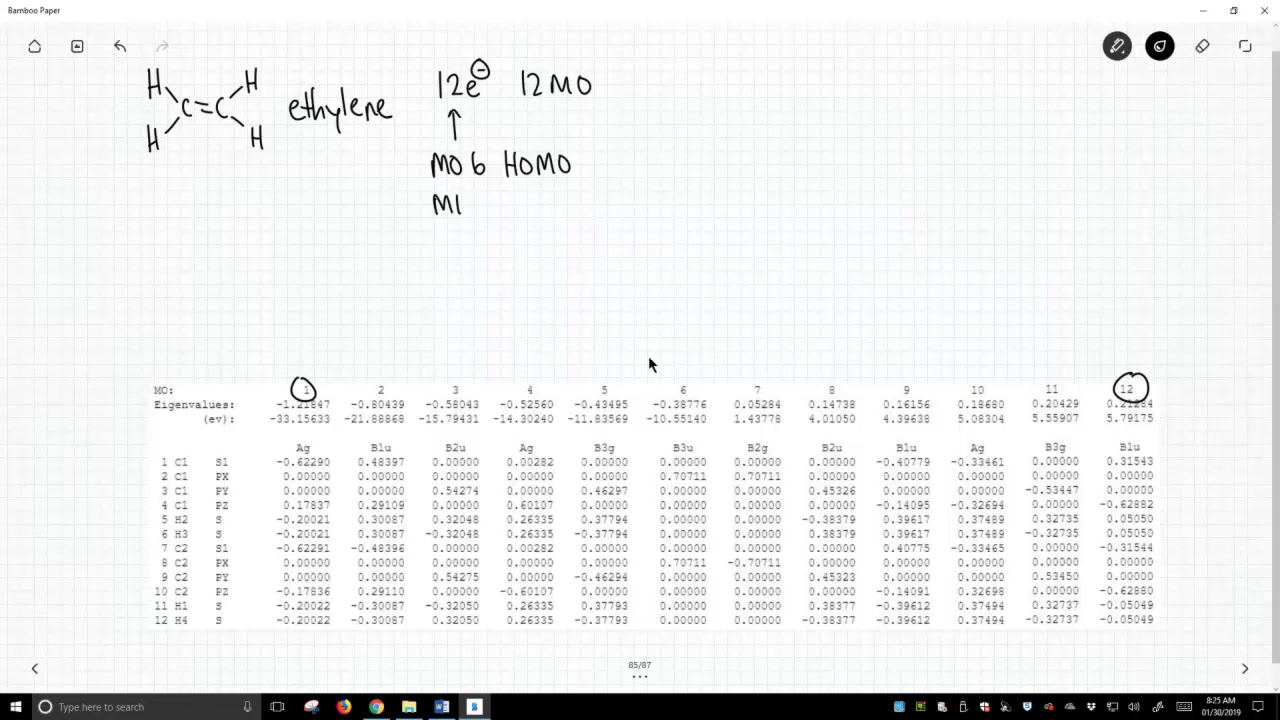 Bamboo Paper
H H
C=C
H H
ethylene
12e⊖ 12MO
↑
MO 6 HOMO
MI
MO: 1 2 3 4 5 6 7 8 9 10 11 12
Eigenvalues: -1.21847 -0.80439 -0.58043 -0.52560 -0.43495 -0.38776 0.05284 0.14738 0.16156 0.18680 0.20429 0.21284
(ev): -33.15633 -21.88868 -15.79431 -14.30240 -11.83569 -10.55140 1.43778 4.01050 4.39638 5.08304 5.55907 5.79175
Ag B1u B2u Ag B3g B3u B2g B2u B1u Ag B3g B1u
1 C1 S1 -0.62290 0.48397 0.00000 0.00282 0.00000 0.00000 0.00000 0.00000 -0.40779 -0.33461 0.00000 0.31543
2 C1 PX 0.00000 0.00000 0.00000 0.00000 0.00000 0.70711 0.70711 0.00000 0.00000 0.00000 0.00000 0.00000
3 C1 PY 0.00000 0.00000 0.54274 0.00000 0.46297 0.00000 0.00000 0.45326 0.00000 0.00000 -0.53447 0.00000
4 C1 PZ 0.17837 0.29109 0.00000 0.60107 0.00000 0.00000 0.00000 0.00000 -0.14095 -0.32694 0.00000 -0.62882
5 H2 S -0.20021 0.30087 0.32048 0.26335 0.37794 0.00000 0.00000 -0.38379 0.39617 0.37489 0.32735 0.05050
6 H3 S -0.20021 0.30087 -0.32048 0.26335 -0.37794 0.00000 0.00000 0.38379 0.39617 0.37489 -0.32735 0.05050
7 C2 S1 -0.62291 -0.48396 0.00000 0.00282 0.00000 0.00000 0.00000 0.00000 0.40775 -0.33465 0.00000 -0.31544
8 C2 PX 0.00000 0.00000 0.00000 0.00000 0.00000 0.70711 -0.70711 0.00000 0.00000 0.00000 0.00000 0.00000
9 C2 PY 0.00000 0.00000 0.54275 0.00000 -0.46294 0.00000 0.00000 0.45323 0.00000 0.00000 0.53450 0.00000
10 C2 PZ -0.17836 0.29110 0.00000 -0.60107 0.00000 0.00000 0.00000 0.00000 -0.14091 0.32698 0.00000 -0.62880
11 H1 S -0.20022 -0.30087 -0.32050 0.26335 0.37793 0.00000 0.00000 0.38377 -0.39612 0.37494 0.32737 -0.05049
12 H4 S -0.20022 -0.30087 0.32050 0.26335 -0.37793 0.00000 0.00000 -0.38377 -0.39612 0.37494 -0.32737 -0.05049
85/87
Type here to search
8:25 AM
01/30/2019